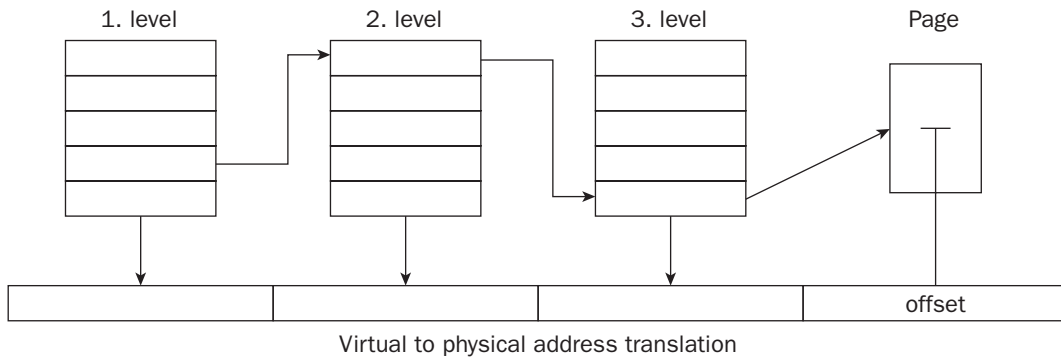 1. level
2. level
3. level
Page
offset
Virtual to physical address translation